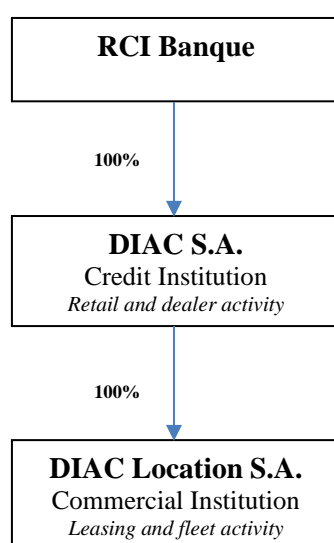 RCI Banque
100%
DIAC S.A.
Credit Institution
Retail and dealer activity
100%
DIAC Location S.A.
Commercial Institution
Leasing and fleet activity